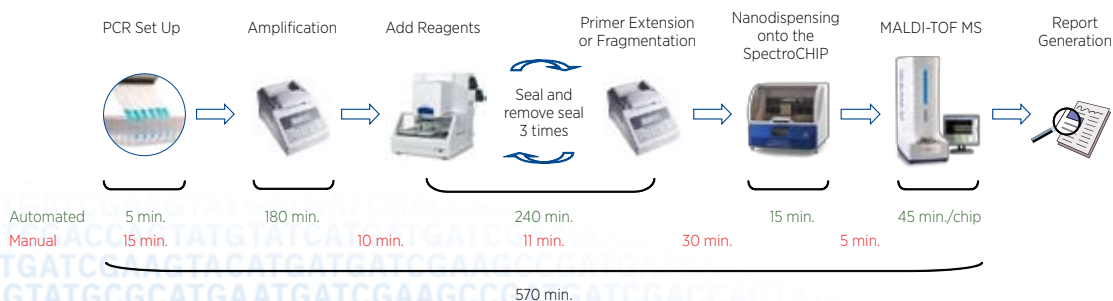 PCR Set Up
Amplification
Add Reagents
Primer Extension
or Fragmentation
Nanodispensing
onto the
SpectroCHIP
MALDI-TOF MS
Report
Generation
Seal and
remove seal
3 times
Automated 5 min. 180 min. 240 min. 15 min. 45 min./chip
Manual 15 min. 10 min. 11 min. 30 min. 5 min.
570 min.